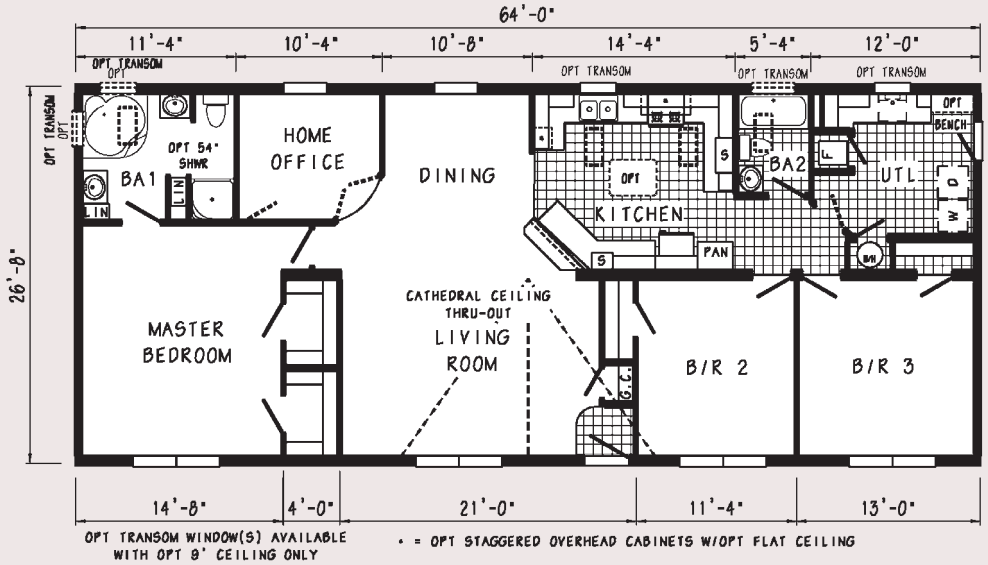 64'-0"
11'-4" 10'-4" 10'-8" 14'-4" 5'-4" 12'-0"
OPT TRANSOM
OPT
OPT TRANSOM
OPT TRANSOM
OPT TRANSOM
OPT TRANSOM
OPT
OPT
BENCH
HOME
OFFICE
OPT 54"
SHWR
BA1
LIN
LIN
DINING
OPT
KITCHEN
S
BA2
F
UTL
D
W
S
PAN
W/H
26'-8"
CATHEDRAL CEILING
THRU-OUT
LIVING
ROOM
MASTER
BEDROOM
G.C.
B/R 2
B/R 3
14'-8" 4'-0" 21'-0" 11'-4" 13'-0"
OPT TRANSOM WINDOW(S) AVAILABLE
WITH OPT 9' CEILING ONLY
• = OPT STAGGERED OVERHEAD CABINETS W/OPT FLAT CEILING